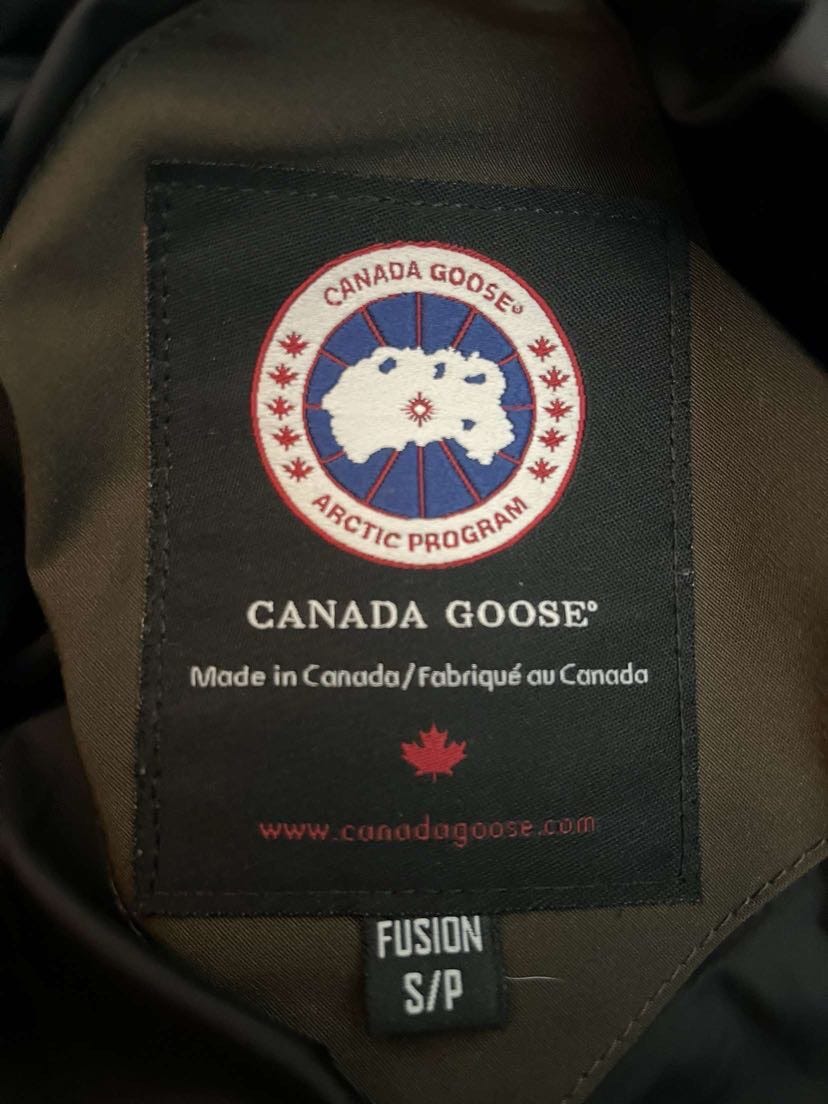 CANADA GOOSE®
ARCTIC PROGRAM
CANADA GOOSE®
Made in Canada/Fabriqué au Canada
www.canadagoose.com
FUSION
S/P